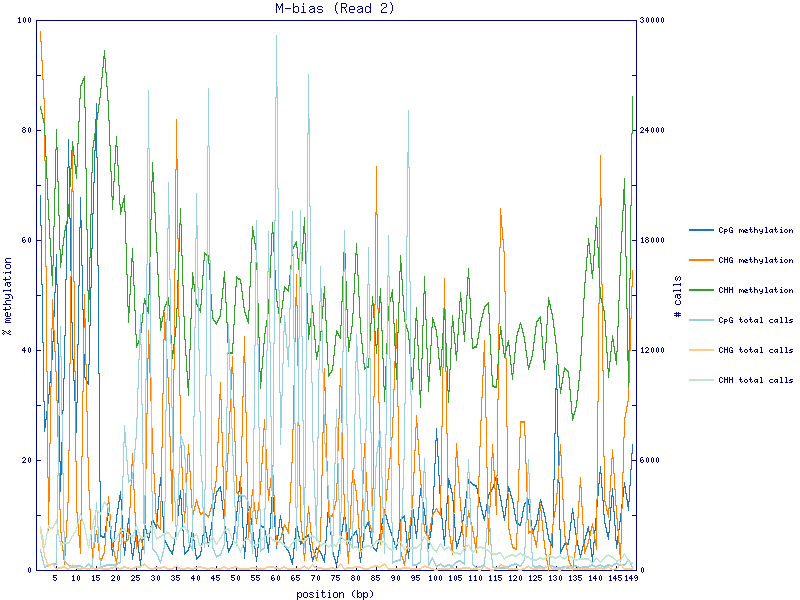 M-bias (Read 2)
100
80
60
40
20
0
30000
24000
18000
12000
6000
0
% methylation
# calls
5 10 15 20 25 30 35 40 45 50 55 60 65 70 75 80 85 90 95 100 105 110 115 120 125 130 135 140 145 149
position (bp)
CpG methylation
CHG methylation
CHH methylation
CpG total calls
CHG total calls
CHH total calls